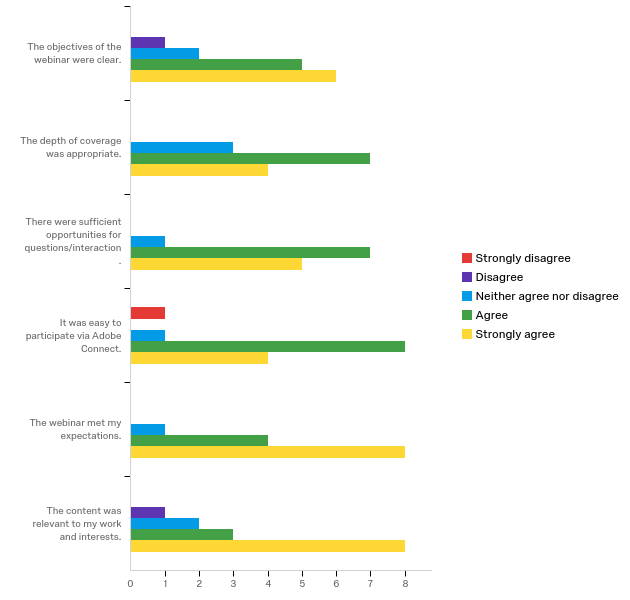 The objectives of the
webinar were clear.
The depth of coverage
was appropriate.
There were sufficient
opportunities for
questions/interaction
.
It was easy to
participate via Adobe
Connect.
The webinar met my
expectations.
The content was
relevant to my work
and interests.
0 1 2 3 4 5 6 7 8
Strongly disagree
Disagree
Neither agree nor disagree
Agree
Strongly agree